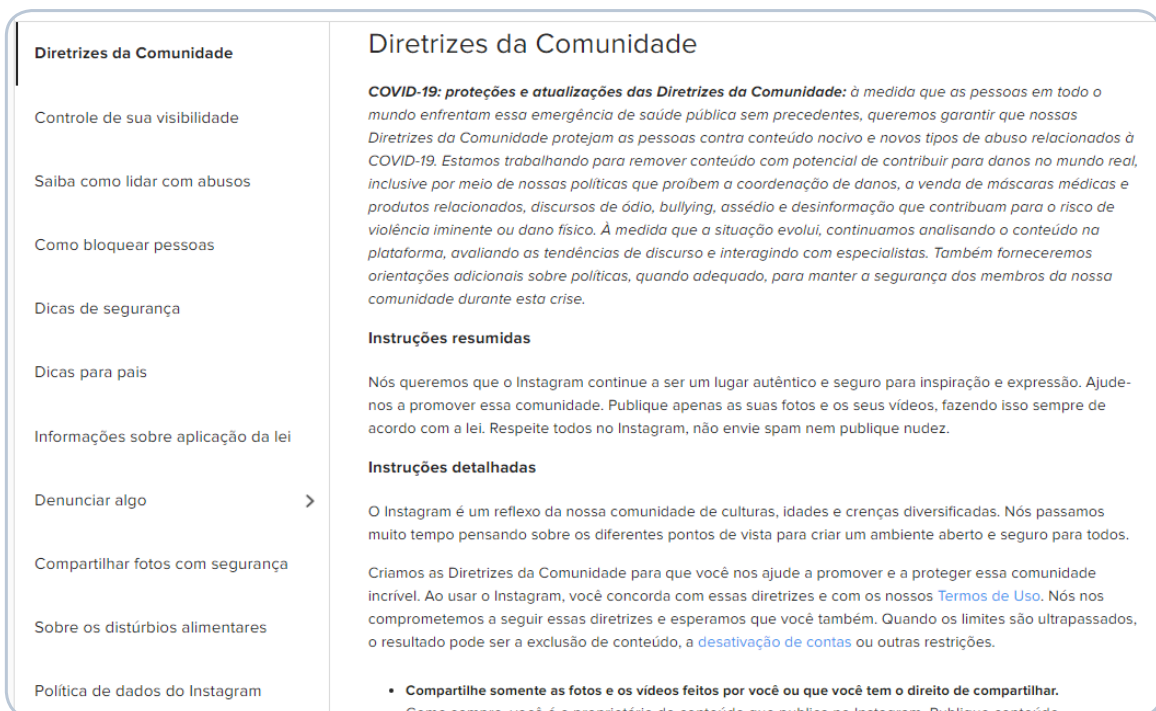 Diretrizes da Comunidade
Controle de sua visibilidade
Saiba como lidar com abusos
Como bloquear pessoas
Dicas de segurança
Dicas para pais
Informações sobre aplicação da lei
Denunciar algo
Compartilhar fotos com segurança
Sobre os distúrbios alimentares
Política de dados do Instagram
Diretrizes da Comunidade
COVID-19: proteções e atualizações das Diretrizes da Comunidade: à medida que as pessoas em todo o
mundo enfrentam essa emergência de saúde pública sem precedentes, queremos garantir que nossas
Diretrizes da Comunidade protejam as pessoas contra conteúdo nocivo e novos tipos de abuso relacionados à
COVID-19. Estamos trabalhando para remover conteúdo com potencial de contribuir para danos no mundo real,
inclusive por meio de nossas políticas que proíbem a coordenação de danos, a venda de máscaras médicas e
produtos relacionados, discursos de ódio, bullying, assédio e desinformação que contribuam para o risco de
violência iminente ou dano físico. À medida que a situação evolui, continuamos analisando o conteúdo na
plataforma, avaliando as tendências de discurso e interagindo com especialistas. Também forneceremos
orientações adicionais sobre políticas, quando adequado, para manter a segurança dos membros da nossa
comunidade durante esta crise.
Instruções resumidas
Nós queremos que o Instagram continue a ser um lugar autêntico e seguro para inspiração e expressão. Ajude-
nos a promover essa comunidade. Publique apenas as suas fotos e os seus vídeos, fazendo isso sempre de
acordo com a lei. Respeite todos no Instagram, não envie spam nem publique nudez.
Instruções detalhadas
O Instagram é um reflexo da nossa comunidade de culturas, idades e crenças diversificadas. Nós passamos
muito tempo pensando sobre os diferentes pontos de vista para criar um ambiente aberto e seguro para todos.
Criamos as Diretrizes da Comunidade para que você nos ajude a promover e a proteger essa comunidade
incrível. Ao usar o Instagram, você concorda com essas diretrizes e com os nossos Termos de Uso. Nós nos
comprometemos a seguir essas diretrizes e esperamos que você também. Quando os limites são ultrapassados,
o resultado pode ser a exclusão de conteúdo, a desativação de contas ou outras restrições.
• Compartilhe somente as fotos e os vídeos feitos por você ou que você tem o direito de compartilhar.
Como sempre, você é o proprietário do conteúdo que publica no Instagram. Publique conteúdo